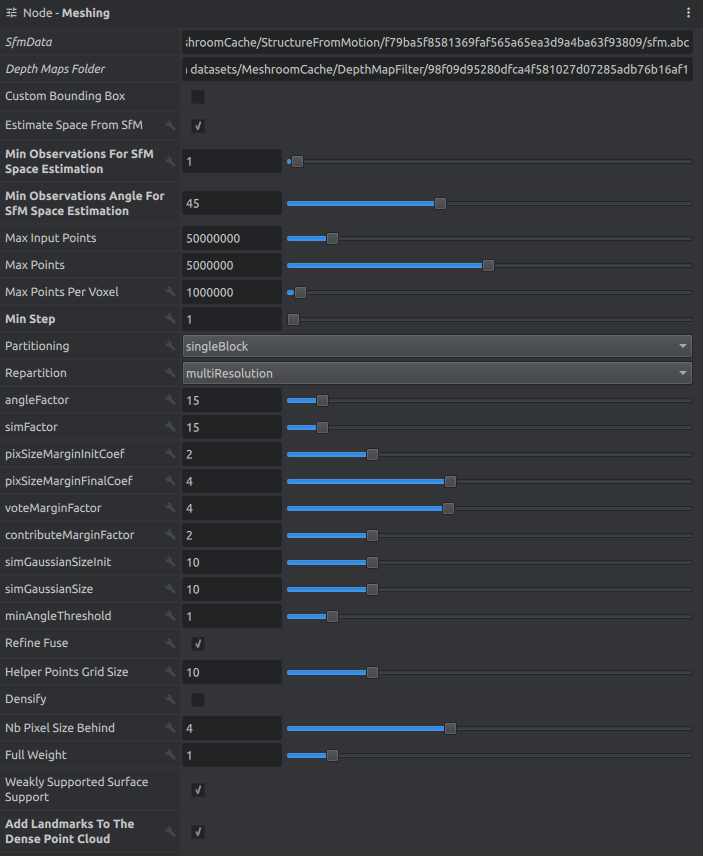 Node - Meshing
SfmData
shroomCache/StructureFromMotion/f79ba5f8581369faf565a65ea3d9a4ba63f93809/sfm.abc
Depth Maps Folder
datasets/MeshroomCache/DepthMapFilter/98f09d95280dfca4f581027d07285adb76b16af1
Custom Bounding Box
Estimate Space From SfM
Min Observations For SfM
Space Estimation
1
Min Observations Angle For
SfM Space Estimation
45
Max Input Points
50000000
Max Points
5000000
Max Points Per Voxel
1000000
Min Step
1
Partitioning
singleBlock
Repartition
multiResolution
angleFactor
15
simFactor
15
pixSizeMarginInitCoef
2
pixSizeMarginFinalCoef
4
voteMarginFactor
4
contributeMarginFactor
2
simGaussianSizeInit
10
simGaussianSize
10
minAngleThreshold
1
Refine Fuse
Helper Points Grid Size
10
Densify
Nb Pixel Size Behind
4
Full Weight
1
Weakly Supported Surface
Support
Add Landmarks To The
Dense Point Cloud